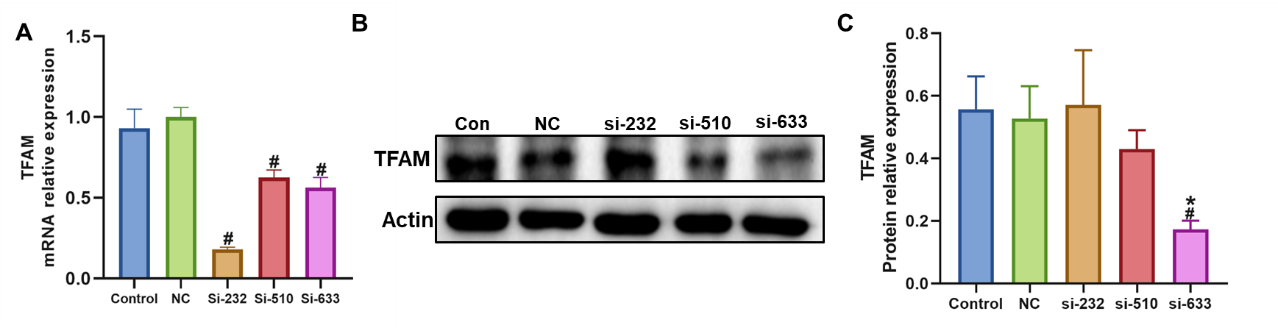 A
TFAM
mRNA relative expression
1.5
1.0
0.5
0.0
#
#
#
Control NC Si-232 Si-510 Si-633
B
Con NC si-232 si-510 si-633
TFAM
Actin
C
TFAM
Protein relative expression
0.8
0.6
0.4
0.2
0.0
*
#
Control NC si-232 si-510 si-633